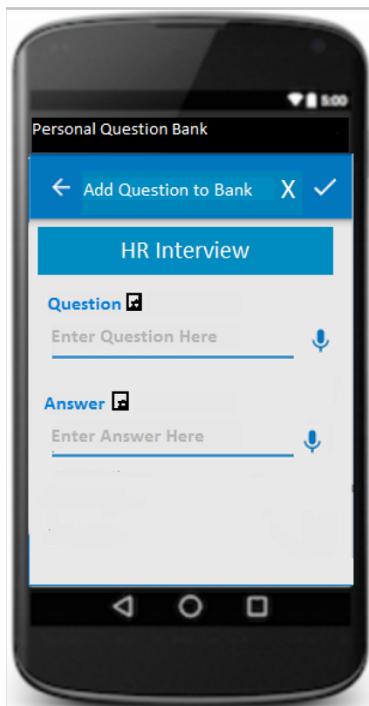 5:00
Personal Question Bank
Add Question to Bank X
HR Interview
Question
Enter Question Here
Answer
Enter Answer Here